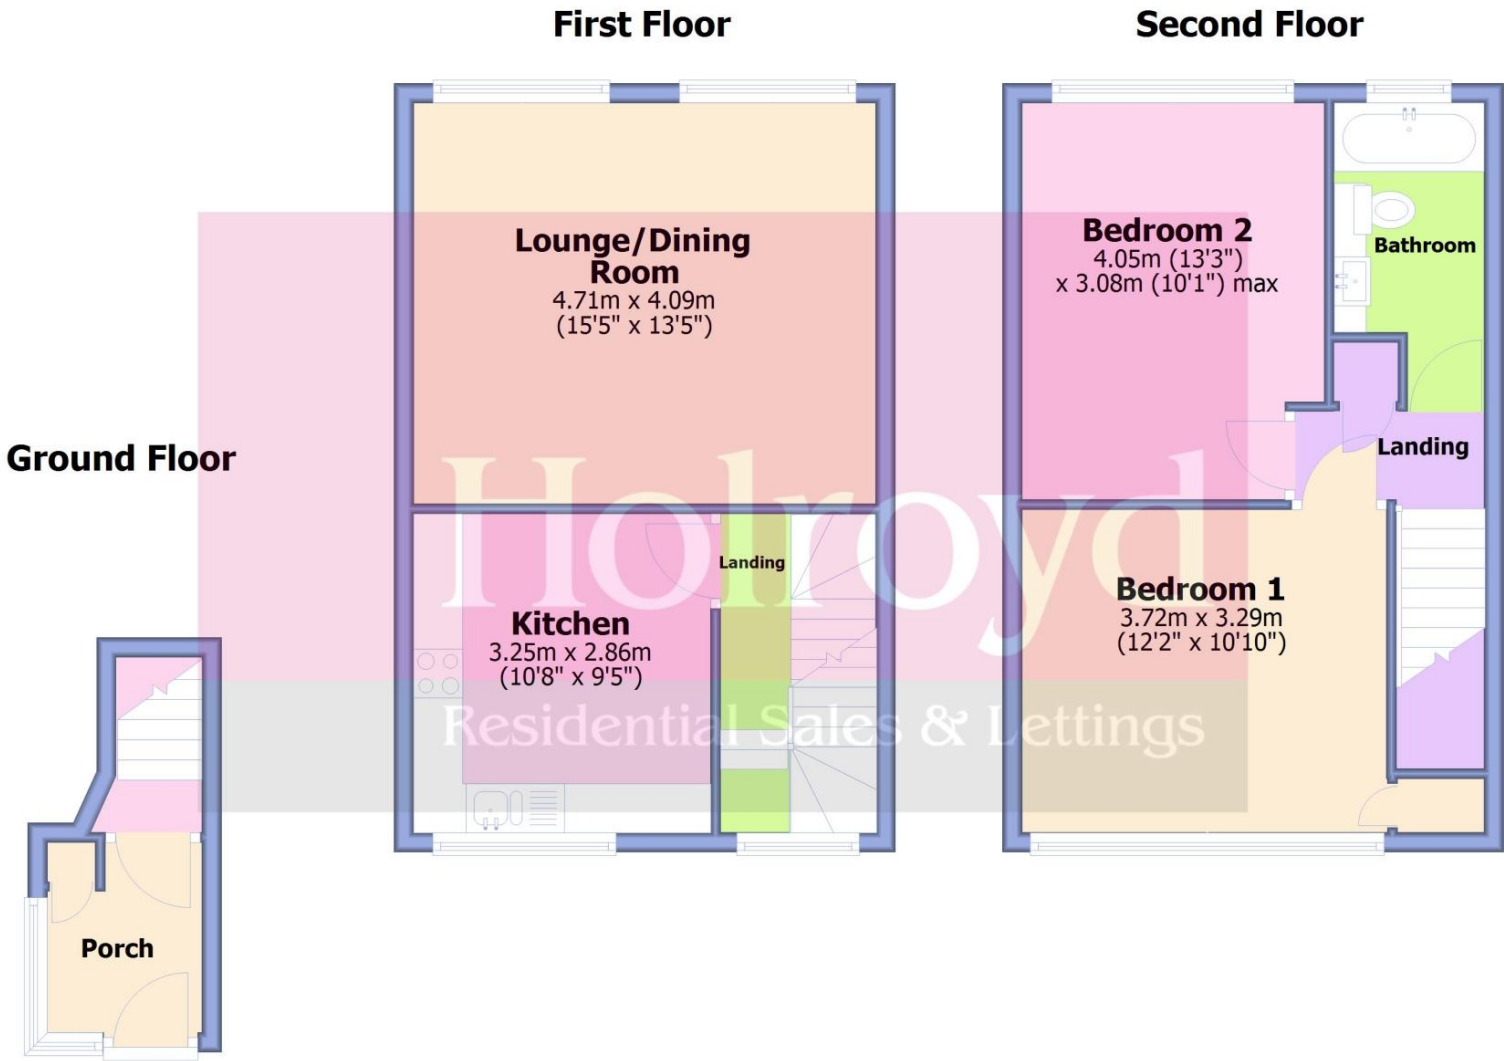 First Floor
Second Floor
Ground Floor
Lounge/Dining
Room
4.71m x 4.09m
(15'5" x 13'5")
Kitchen
3.25m x 2.86m
(10'8" x 9'5")
Landing
Bedroom 2
4.05m (13'3")
x 3.08m (10'1") max
Bathroom
Landing
Bedroom 1
3.72m x 3.29m
(12'2" x 10'10")
Porch
Holroyd
Residential Sales & Lettings